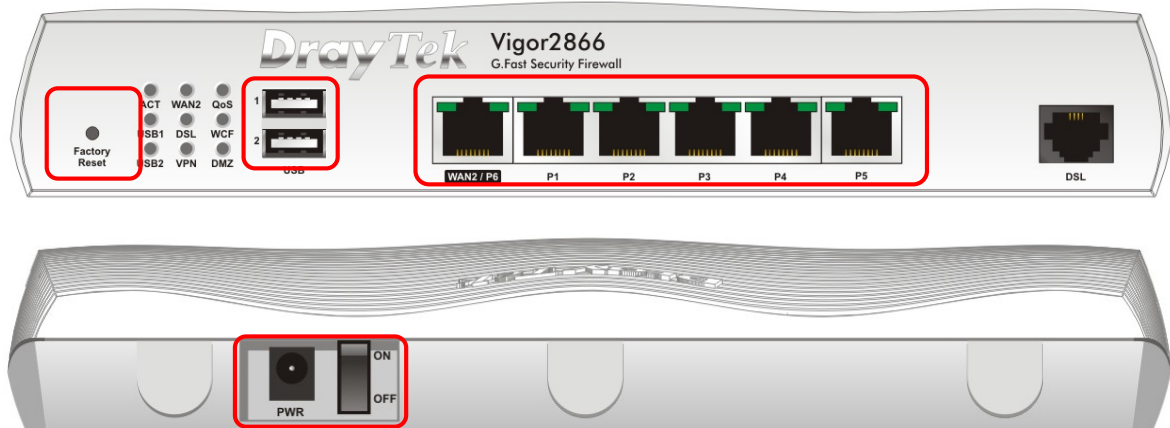 DrayTek Vigor2866
G.Fast Security Firewall
ACT WAN2 QoS
USB1 DSL WCF
USB2 VPN DMZ
Factory
Reset
1
2
USB
WAN2 / P6 P1 P2 P3 P4 P5
DSL
ON
OFF
PWR